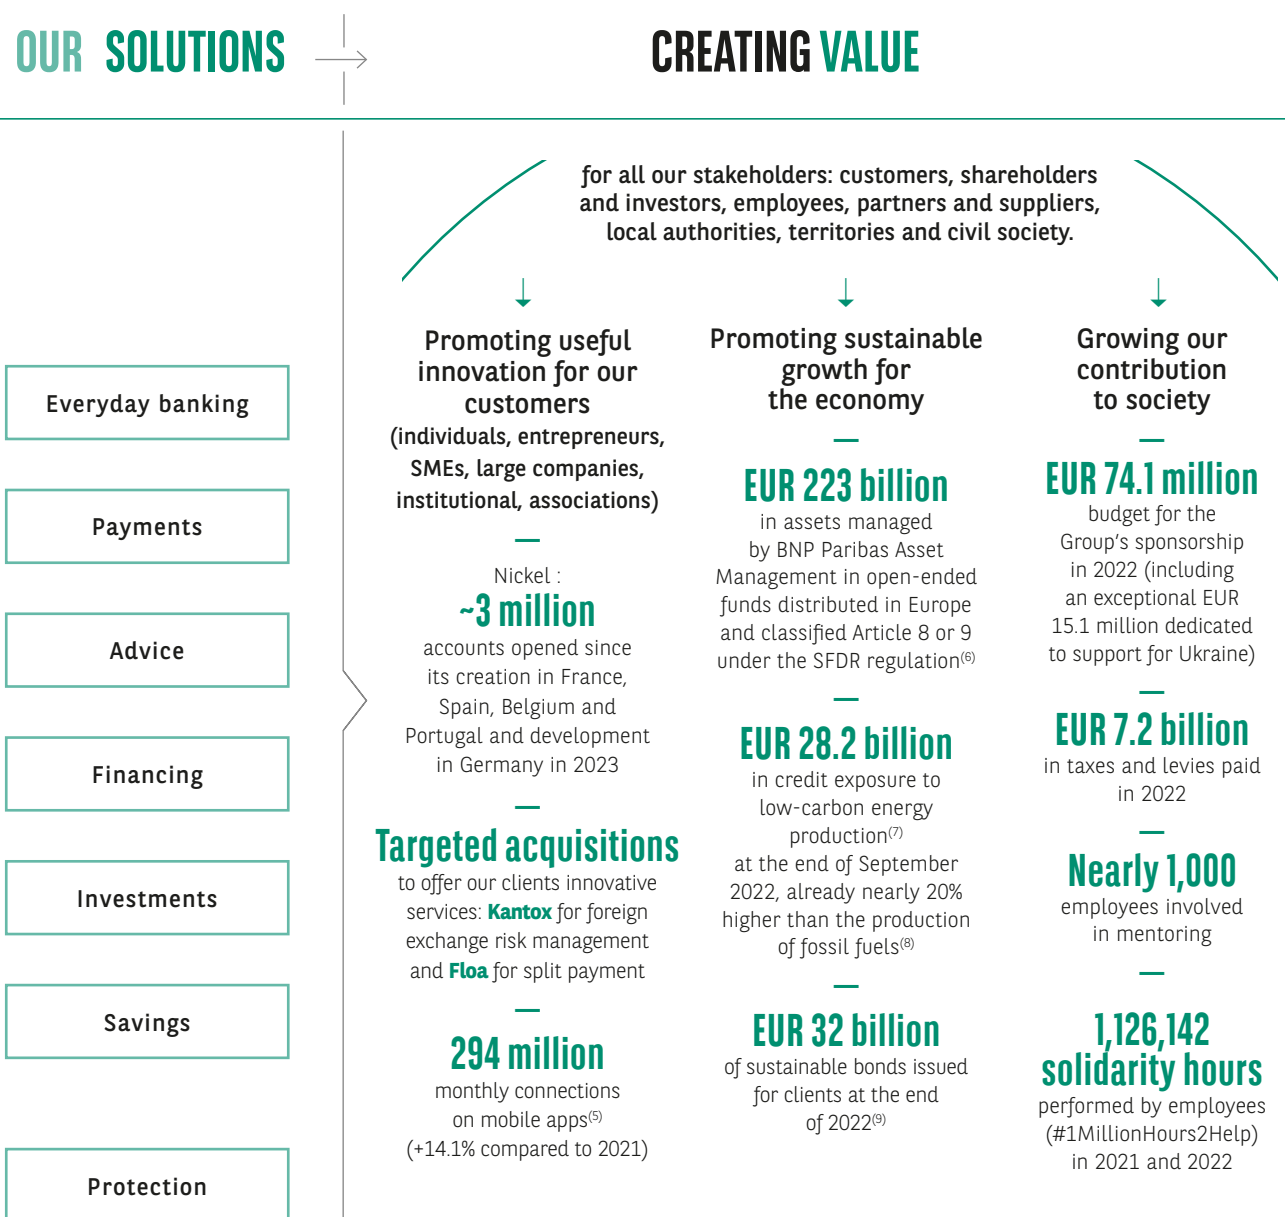 OUR SOLUTIONS
CREATING VALUE
for all our stakeholders: customers, shareholders
and investors, employees, partners and suppliers,
local authorities, territories and civil society.
Everyday banking
Payments
Advice
Financing
Investments
Savings
Protection
Promoting useful
innovation for our
customers
(individuals, entrepreneurs,
SMEs, large companies,
institutional, associations)
Nickel :
~3 million
accounts opened since
its creation in France,
Spain, Belgium and
Portugal and development
in Germany in 2023
Targeted acquisitions
to offer our clients innovative
services: Kantox for foreign
exchange risk management
and Floa for split payment
294 million
monthly connections
on mobile apps(5)
(+14.1% compared to 2021)
Promoting sustainable
growth for
the economy
EUR 223 billion
in assets managed
by BNP Paribas Asset
Management in open-ended
funds distributed in Europe
and classified Article 8 or 9
under the SFDR regulation(6)
EUR 28.2 billion
in credit exposure to
low-carbon energy
production(7)
at the end of September
2022, already nearly 20%
higher than the production
of fossil fuels(8)
EUR 32 billion
of sustainable bonds issued
for clients at the end
of 2022(9)
Growing our
contribution
to society
EUR 74.1 million
budget for the
Group's sponsorship
in 2022 (including
an exceptional EUR
15.1 million dedicated
to support for Ukraine)
EUR 7.2 billion
in taxes and levies paid
in 2022
Nearly 1,000
employees involved
in mentoring
1,126,142
solidarity hours
performed by employees
(#1MillionHours2Help)
in 2021 and 2022